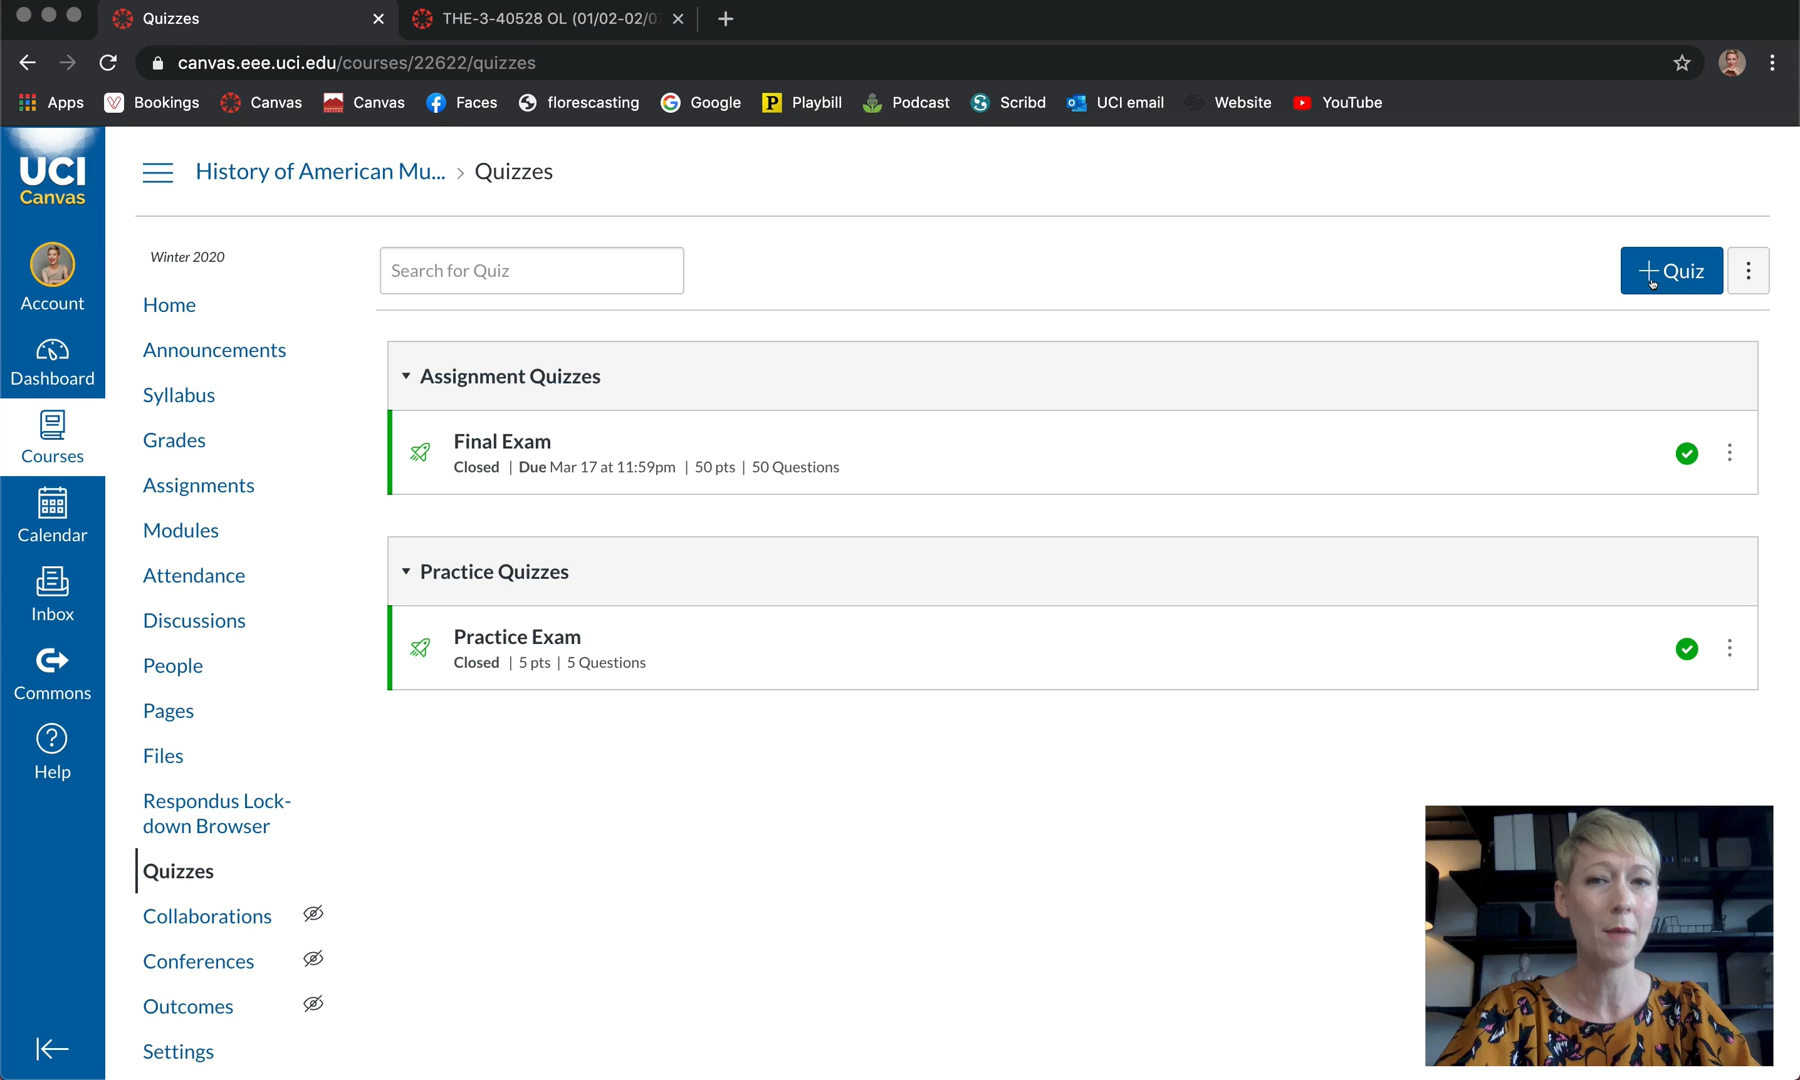 Quizzes
THE-3-40528 OL (01/02-02/0
canvas.eee.uci.edu/courses/22622/quizzes
Apps Bookings Canvas Canvas Faces florescasting Google Playbill Podcast Scribd UCI email Website YouTube
UCI
Canvas
Account
Dashboard
Courses
Calendar
Inbox
Commons
Help
History of American Mu... › Quizzes
Winter 2020
Home
Announcements
Syllabus
Grades
Assignments
Modules
Attendance
Discussions
People
Pages
Files
Respondus Lock-
down Browser
Quizzes
Collaborations
Conferences
Outcomes
Settings
Search for Quiz
+ Quiz
Assignment Quizzes
Final Exam
Closed | Due Mar 17 at 11:59pm | 50 pts | 50 Questions
Practice Quizzes
Practice Exam
Closed | 5 pts | 5 Questions